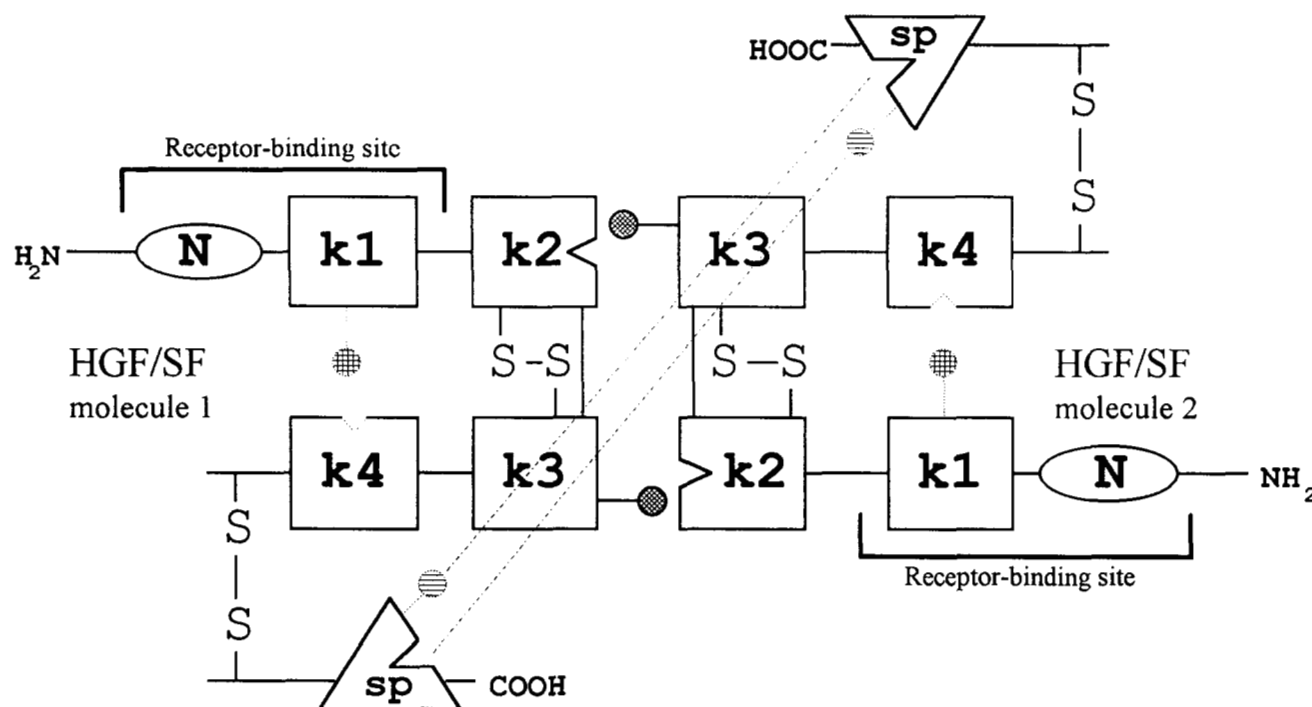 HOOC
sp
S
S
Receptor-binding site
H2N
N
k1
k2
k3
k4
HGF/SF
molecule 1
S-S
S-S
HGF/SF
molecule 2
k4
k3
k2
k1
N
NH2
S
S
Receptor-binding site
sp
COOH